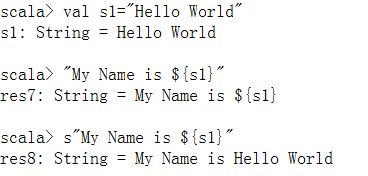 scala> val s1="Hello World"
s1: String = Hello World
scala> "My Name is ${s1}"
res7: String = My Name is ${s1}
scala> s"My Name is ${s1}"
res8: String = My Name is Hello World